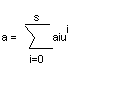 s
a = ∑ aiu^i
i=0